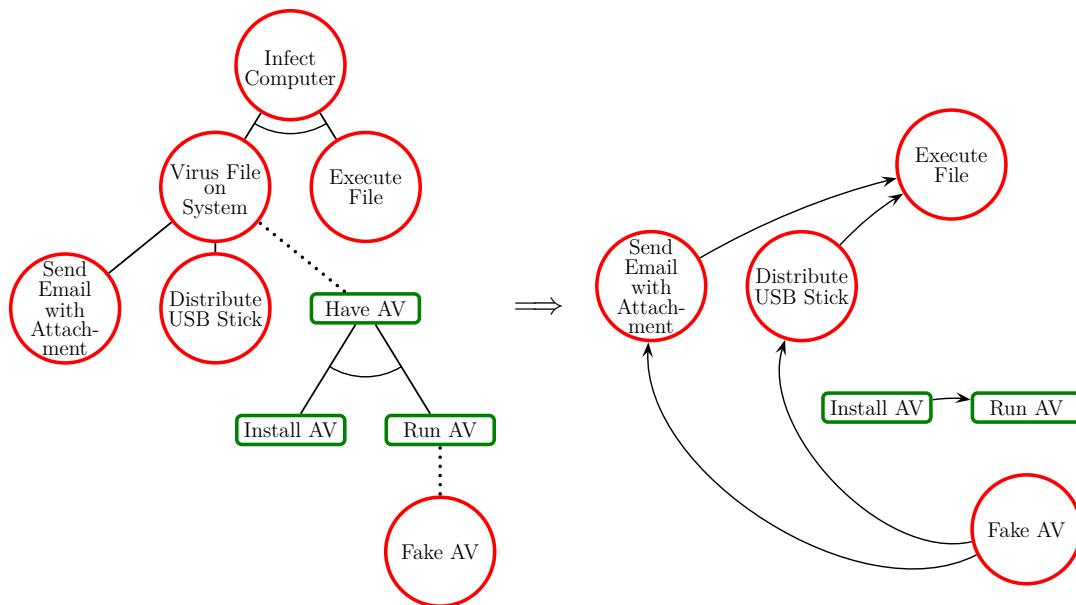 Infect
Computer
Virus File
on
System
Execute
File
Send
Email
with
Attach-
ment
Distribute
USB Stick
Have AV
Install AV
Run AV
Fake AV
⟹
Execute
File
Send
Email
with
Attach-
ment
Distribute
USB Stick
Install AV
Run AV
Fake AV